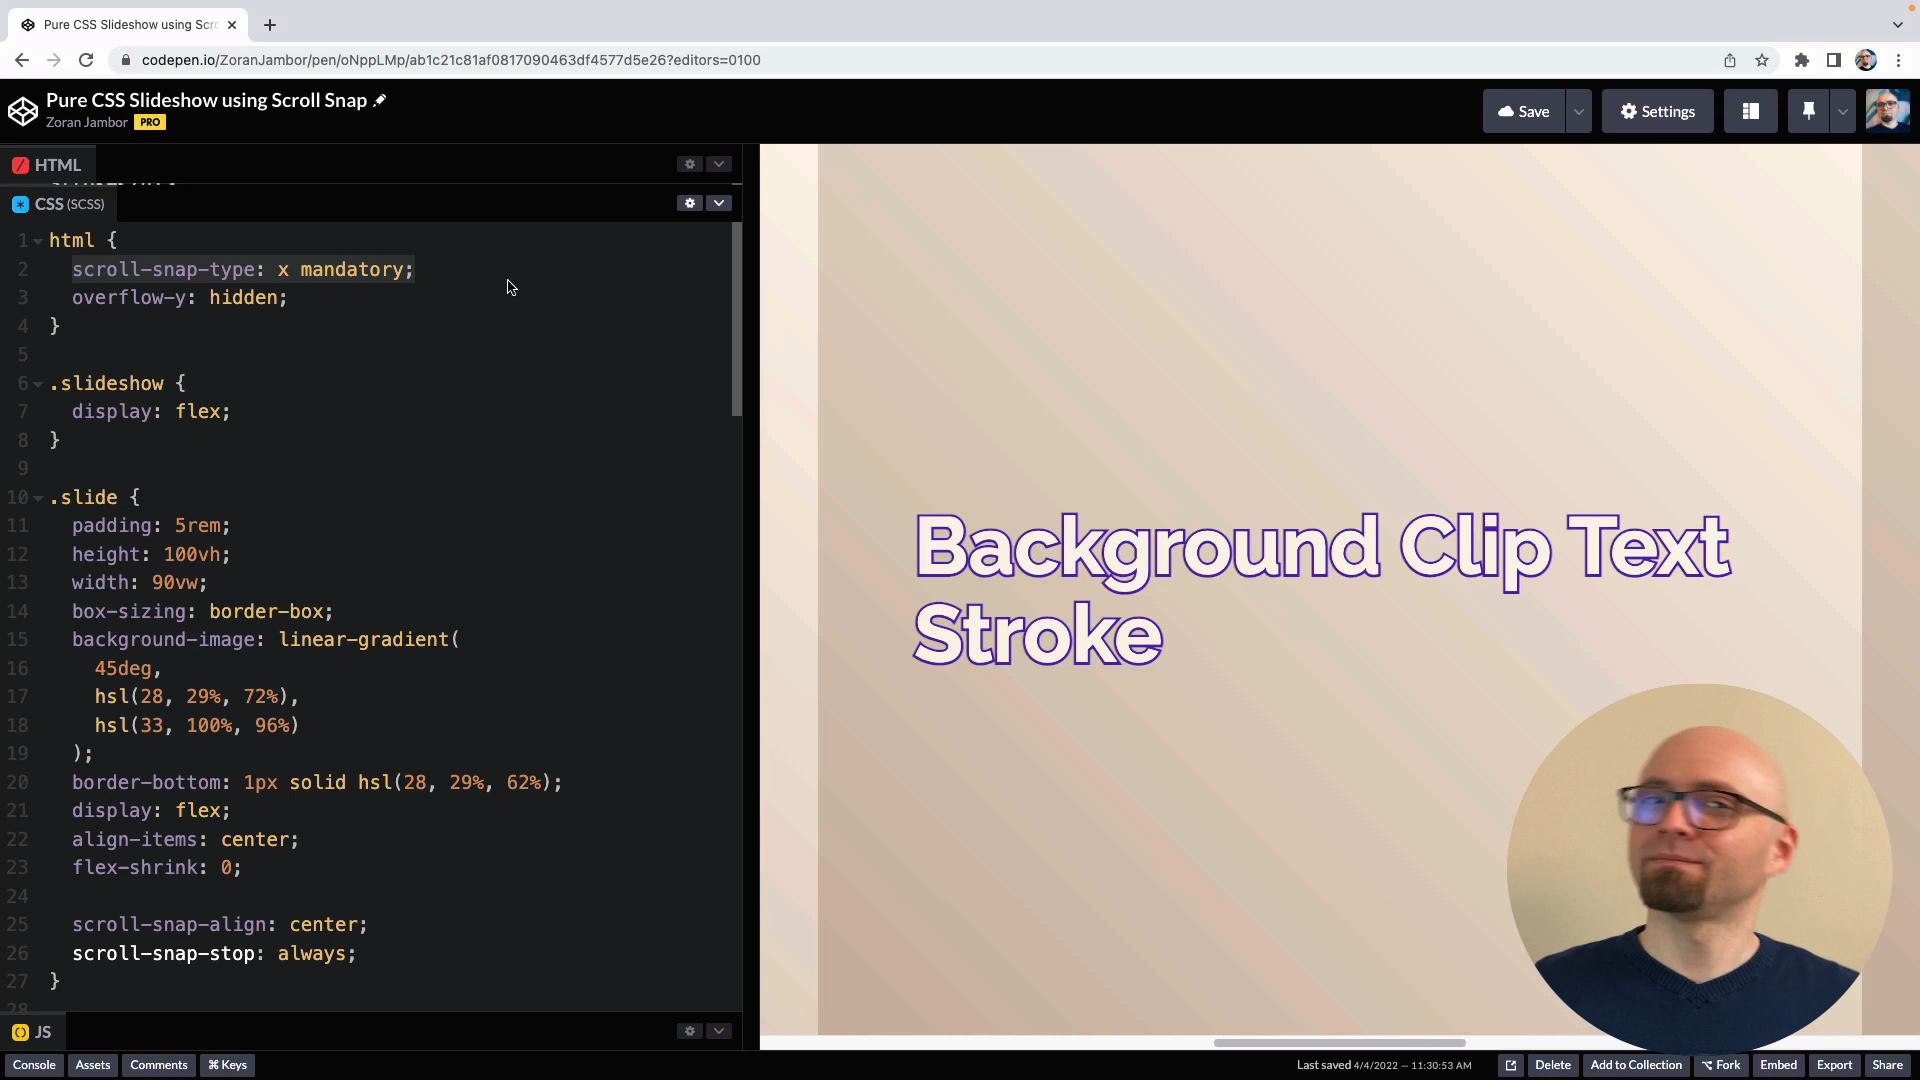 Pure CSS Slideshow using Scro
codepen.io/ZoranJambor/pen/oNppLMp/ab1c21c81af0817090463df4577d5e26?editors=0100
Pure CSS Slideshow using Scroll Snap
Zoran Jambor PRO
Save
Settings
HTML
CSS (SCSS)
1 html {
2 scroll-snap-type: x mandatory;
3 overflow-y: hidden;
4 }
5
6 .slideshow {
7 display: flex;
8 }
9
10 .slide {
11 padding: 5rem;
12 height: 100vh;
13 width: 90vw;
14 box-sizing: border-box;
15 background-image: linear-gradient(
16 45deg,
17 hsl(28, 29%, 72%),
18 hsl(33, 100%, 96%)
19 );
20 border-bottom: 1px solid hsl(28, 29%, 62%);
21 display: flex;
22 align-items: center;
23 flex-shrink: 0;
24
25 scroll-snap-align: center;
26 scroll-snap-stop: always;
27 }
28
Background Clip Text
Stroke
JS
Console Assets Comments ⌘ Keys
Last saved 4/4/2022 — 11:30:53 AM
Delete Add to Collection ⌥ Fork Embed Export Share